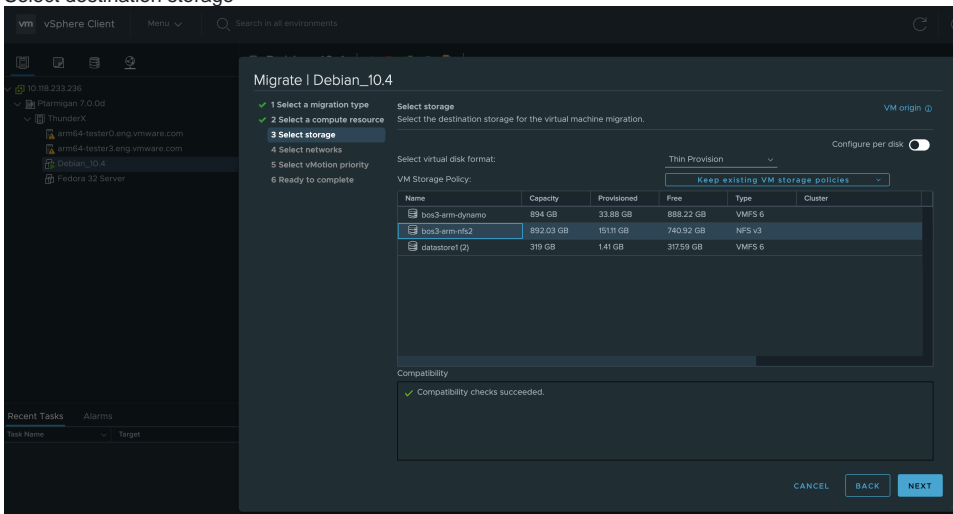 Select destination storage
vm vSphere Client Menu Search in all environments
10.118.233.236
Ptarmigan 7.0.0d
ThunderX
arm64-tester0.eng.vmware.com
arm64-tester3.eng.vmware.com
Debian_10.4
Fedora 32 Server
Migrate | Debian_10.4
1 Select a migration type
2 Select a compute resource
3 Select storage
4 Select networks
5 Select vMotion priority
6 Ready to complete
Select storage
VM origin
Select the destination storage for the virtual machine migration.
Configure per disk
Select virtual disk format: Thin Provision
VM Storage Policy: Keep existing VM storage policies
Name Capacity Provisioned Free Type Cluster
bos3-arm-dynamo 894 GB 33.88 GB 888.22 GB VMFS 6
bos3-arm-nfs2 892.03 GB 151.11 GB 740.92 GB NFS v3
datastore1 (2) 319 GB 1.41 GB 317.59 GB VMFS 6
Compatibility
Compatibility checks succeeded.
Recent Tasks Alarms
Task Name Target
CANCEL BACK NEXT